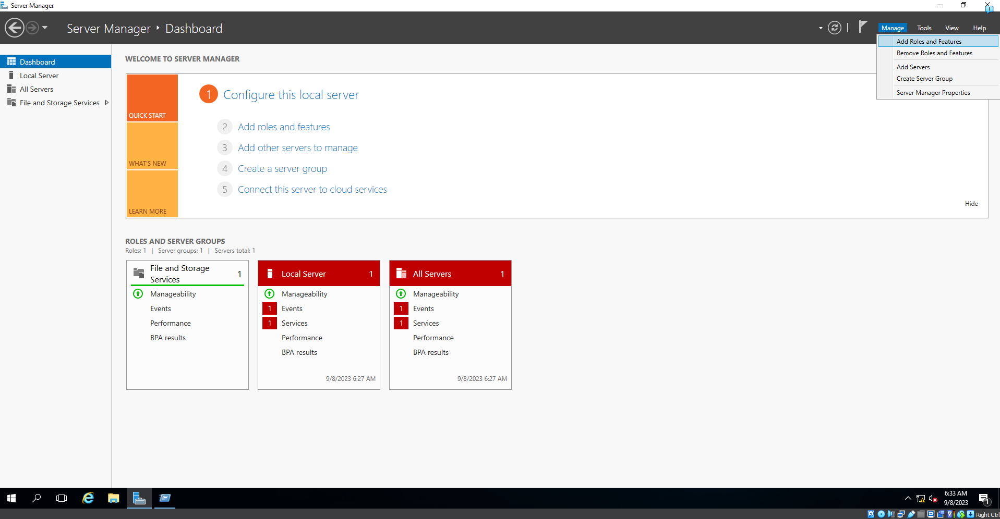 Server Manager
Server Manager ‣ Dashboard
Manage Tools View Help
Add Roles and Features
Remove Roles and Features
Add Servers
Create Server Group
Server Manager Properties
Dashboard
Local Server
All Servers
File and Storage Services
WELCOME TO SERVER MANAGER
QUICK START
WHAT'S NEW
LEARN MORE
1 Configure this local server
2 Add roles and features
3 Add other servers to manage
4 Create a server group
5 Connect this server to cloud services
Hide
ROLES AND SERVER GROUPS
Roles: 1 | Server groups: 1 | Servers total: 1
File and Storage
Services 1
Manageability
Events
Performance
BPA results
Local Server 1
Manageability
1 Events
1 Services
Performance
BPA results
9/8/2023 6:27 AM
All Servers 1
Manageability
1 Events
1 Services
Performance
BPA results
9/8/2023 6:27 AM
6:33 AM
9/8/2023
1
Right Ctrl